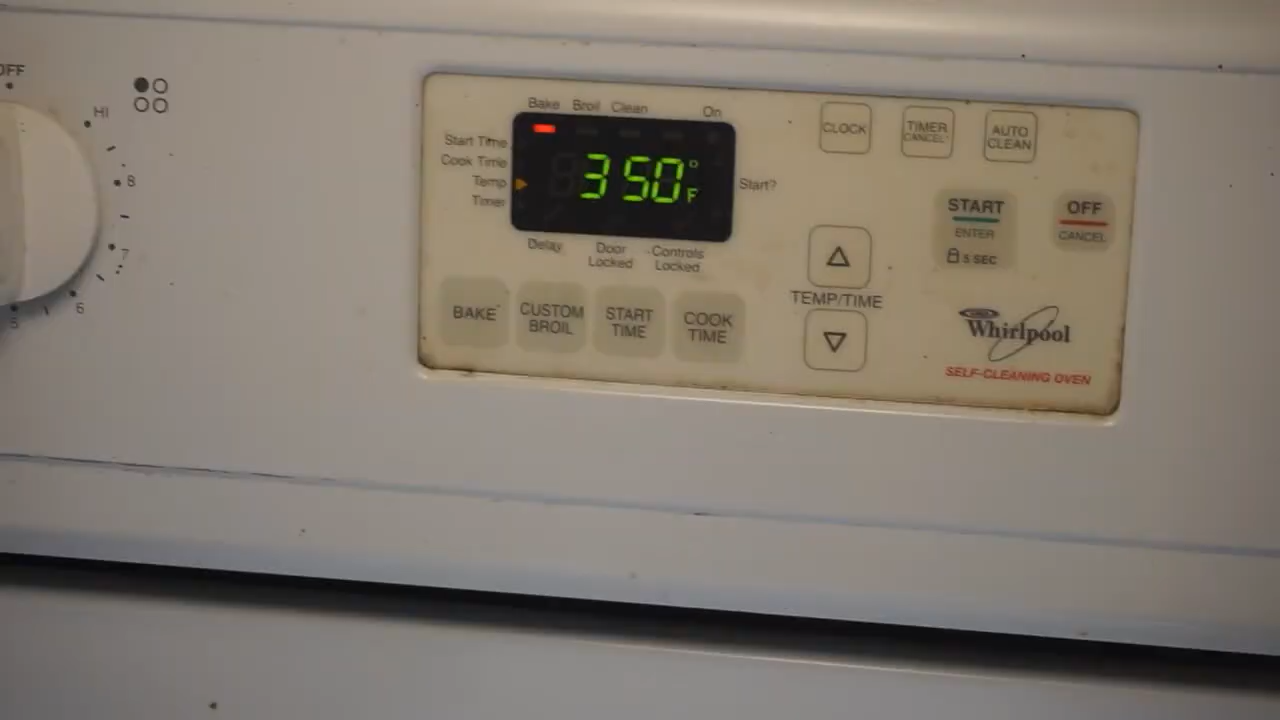 OFF
HI
8
7
6
5
Bake Broil Clean On
Start Time
Cook Time
Temp
Timer
350°F
Start?
Delay
Door Locked
Controls Locked
BAKE
CUSTOM BROIL
START TIME
COOK TIME
CLOCK
TIMER CANCEL
AUTO CLEAN
TEMP/TIME
START
ENTER
5 SEC
OFF
CANCEL
Whirlpool
SELF-CLEANING OVEN